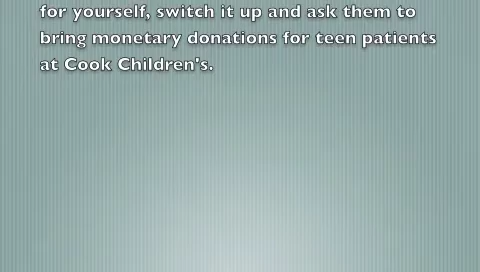 for yourself, switch it up and ask them to
bring monetary donations for teen patients
at Cook Children's.